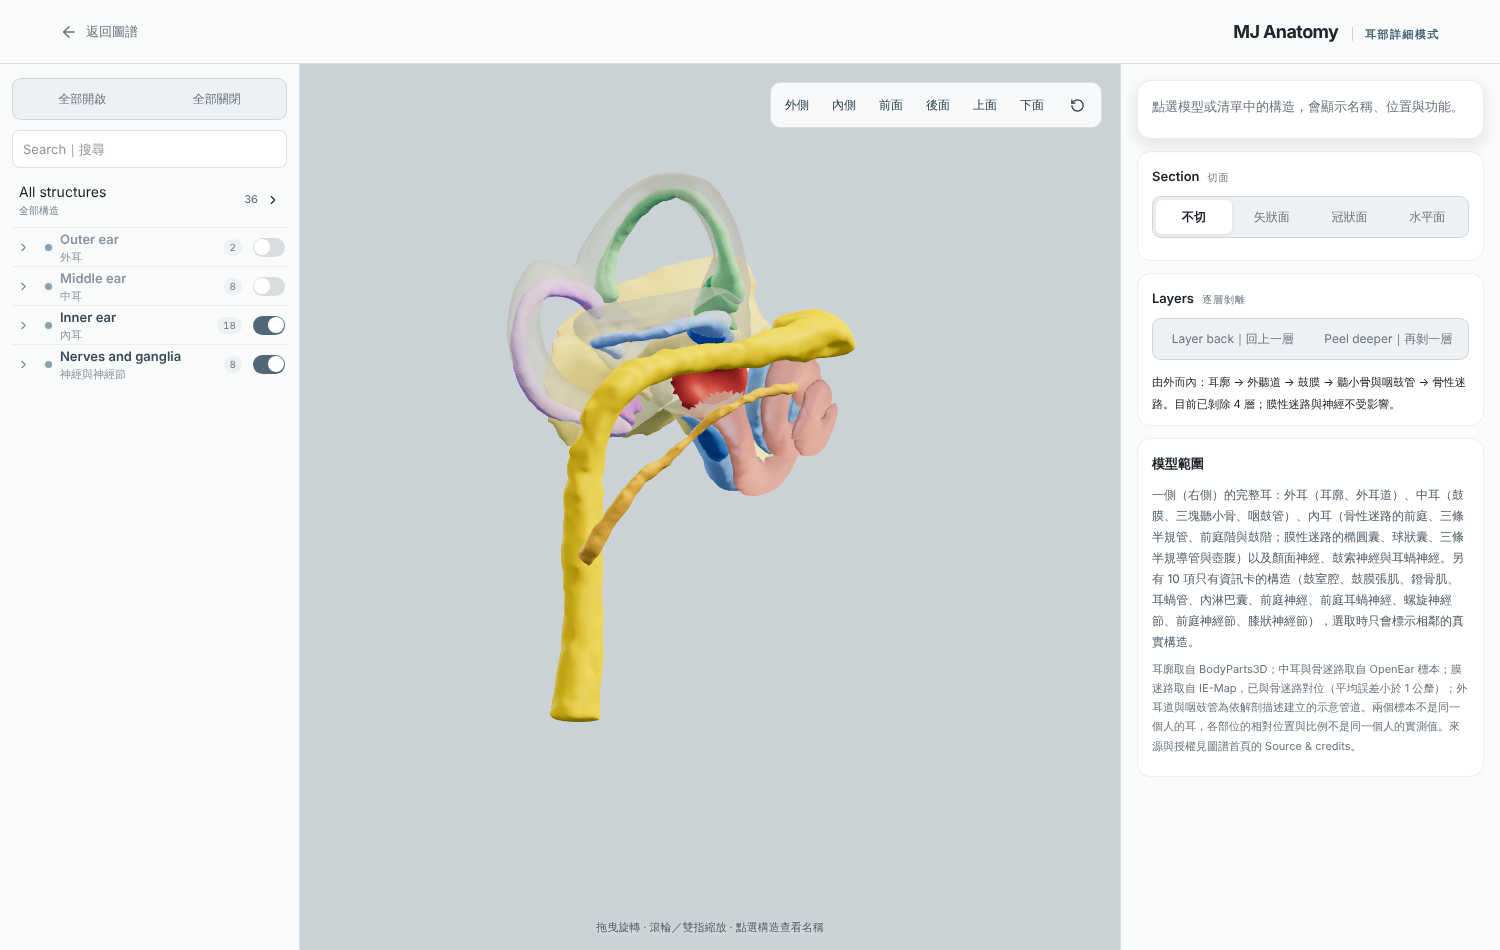 返回圖譜
MJ Anatomy
耳部詳細模式
全部開啟
全部關閉
Search｜搜尋
All structures
全部構造
36
Outer ear
外耳
2
Middle ear
中耳
8
Inner ear
內耳
18
Nerves and ganglia
神經與神經節
8
外側
內側
前面
後面
上面
下面
拖曳旋轉 · 滾輪／雙指縮放 · 點選構造查看名稱
點選模型或清單中的構造，會顯示名稱、位置與功能。
Section 切面
不切
矢狀面
冠狀面
水平面
Layers 逐層剝離
Layer back｜回上一層
Peel deeper｜再剝一層
由外而內：耳廓 → 外聽道 → 鼓膜 → 聽小骨與咽鼓管 → 骨性迷
路。目前已剝除 4 層；膜性迷路與神經不受影響。
模型範圍
一側（右側）的完整耳：外耳（耳廓、外耳道）、中耳（鼓
膜、三塊聽小骨、咽鼓管）、內耳（骨性迷路的前庭、三條
半規管、前庭階與鼓階；膜性迷路的橢圓囊、球狀囊、三條
半規導管與壺腹）以及顏面神經、鼓索神經與耳蝸神經。另
有 10 項只有資訊卡的構造（鼓室腔、鼓膜張肌、鐙骨肌、
耳蝸管、內淋巴囊、前庭神經、前庭耳蝸神經、螺旋神經
節、前庭神經節、膝狀神經節），選取時只會標示相鄰的真
實構造。
耳廓取自 BodyParts3D；中耳與骨迷路取自 OpenEar 標本；膜
迷路取自 IE-Map，已與骨迷路對位（平均誤差小於 1 公釐）；外
耳道與咽鼓管為依解剖描述建立的示意管道。兩個標本不是同一
個人的耳，各部位的相對位置與比例不是同一個人的實測值。來
源與授權見圖譜首頁的 Source & credits。